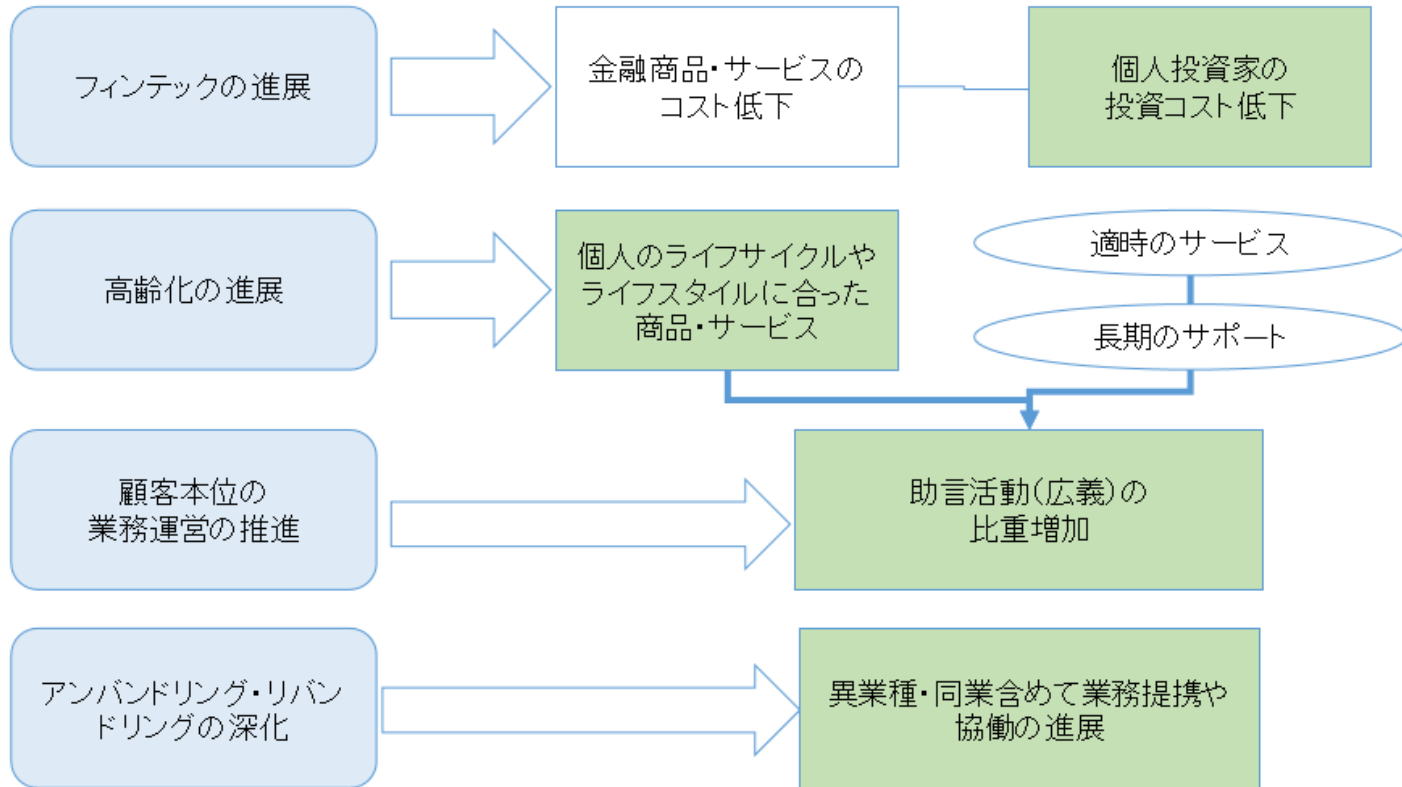 フィンテックの進展
金融商品・サービスの
コスト低下
個人投資家の
投資コスト低下
高齢化の進展
個人のライフサイクルや
ライフスタイルに合った
商品・サービス
適時のサービス
長期のサポート
顧客本位の
業務運営の推進
助言活動(広義)の
比重増加
アンバンドリング・リバン
ドリングの深化
異業種・同業含めて業務提携や
協働の進展